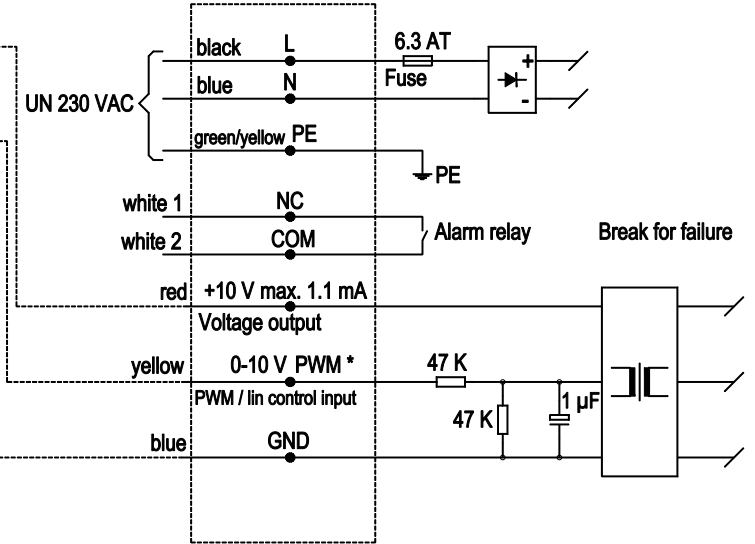 black L 6.3 AT
UN 230 VAC blue N Fuse + -
green/yellow PE
PE
white 1 NC
white 2 COM Alarm relay Break for failure
red +10 V max. 1.1 mA
Voltage output
yellow 0-10 V PWM * 47 K
PWM / lin control input 1 µF
47 K
blue GND